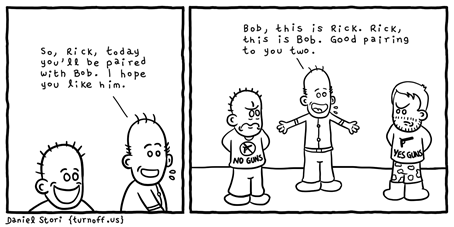 So, Rick, today
you'll be paired
with Bob. I hope
you like him.
Bob, this is Rick. Rick,
this is Bob. Good pairing
to you two.
NO GUNS
YES GUNS
Daniel Stori {turnoff.us}